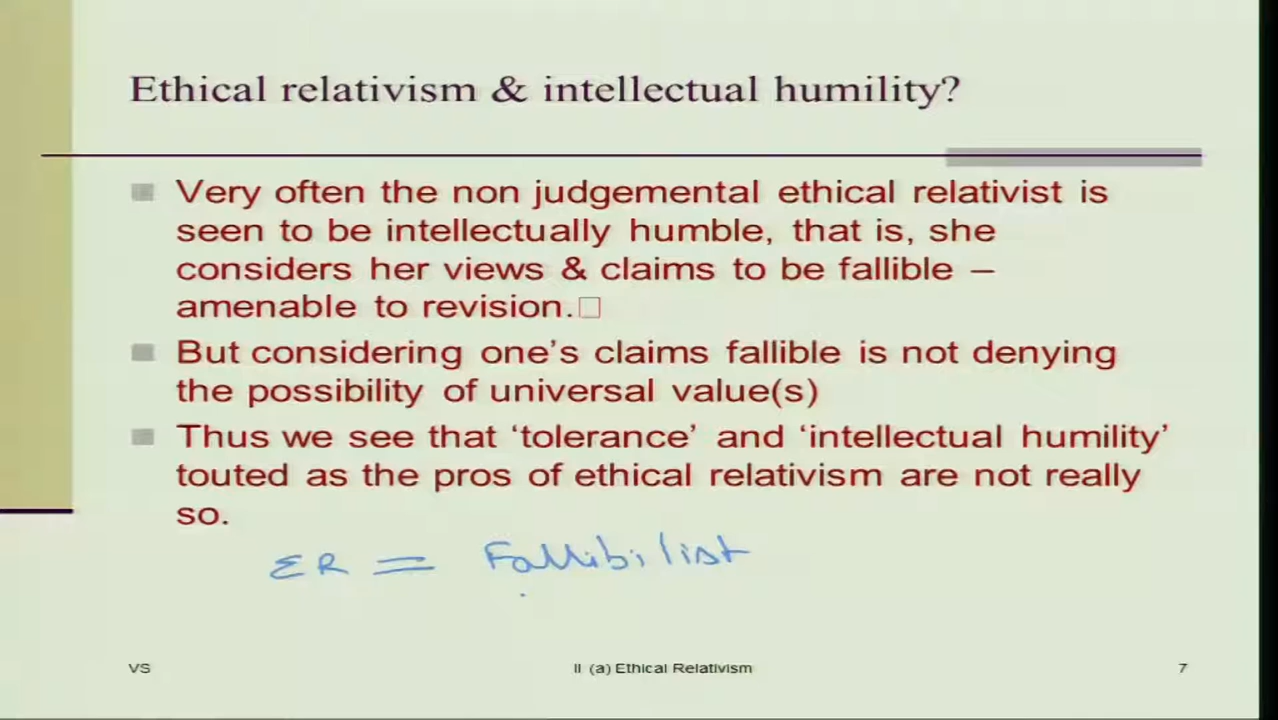 Ethical relativism & intellectual humility?
Very often the non judgemental ethical relativist is
seen to be intellectually humble, that is, she
considers her views & claims to be fallible –
amenable to revision.
But considering one's claims fallible is not denying
the possibility of universal value(s)
Thus we see that 'tolerance' and 'intellectual humility'
touted as the pros of ethical relativism are not really
so.
ER = Fallibilist
VS II (a) Ethical Relativism 7